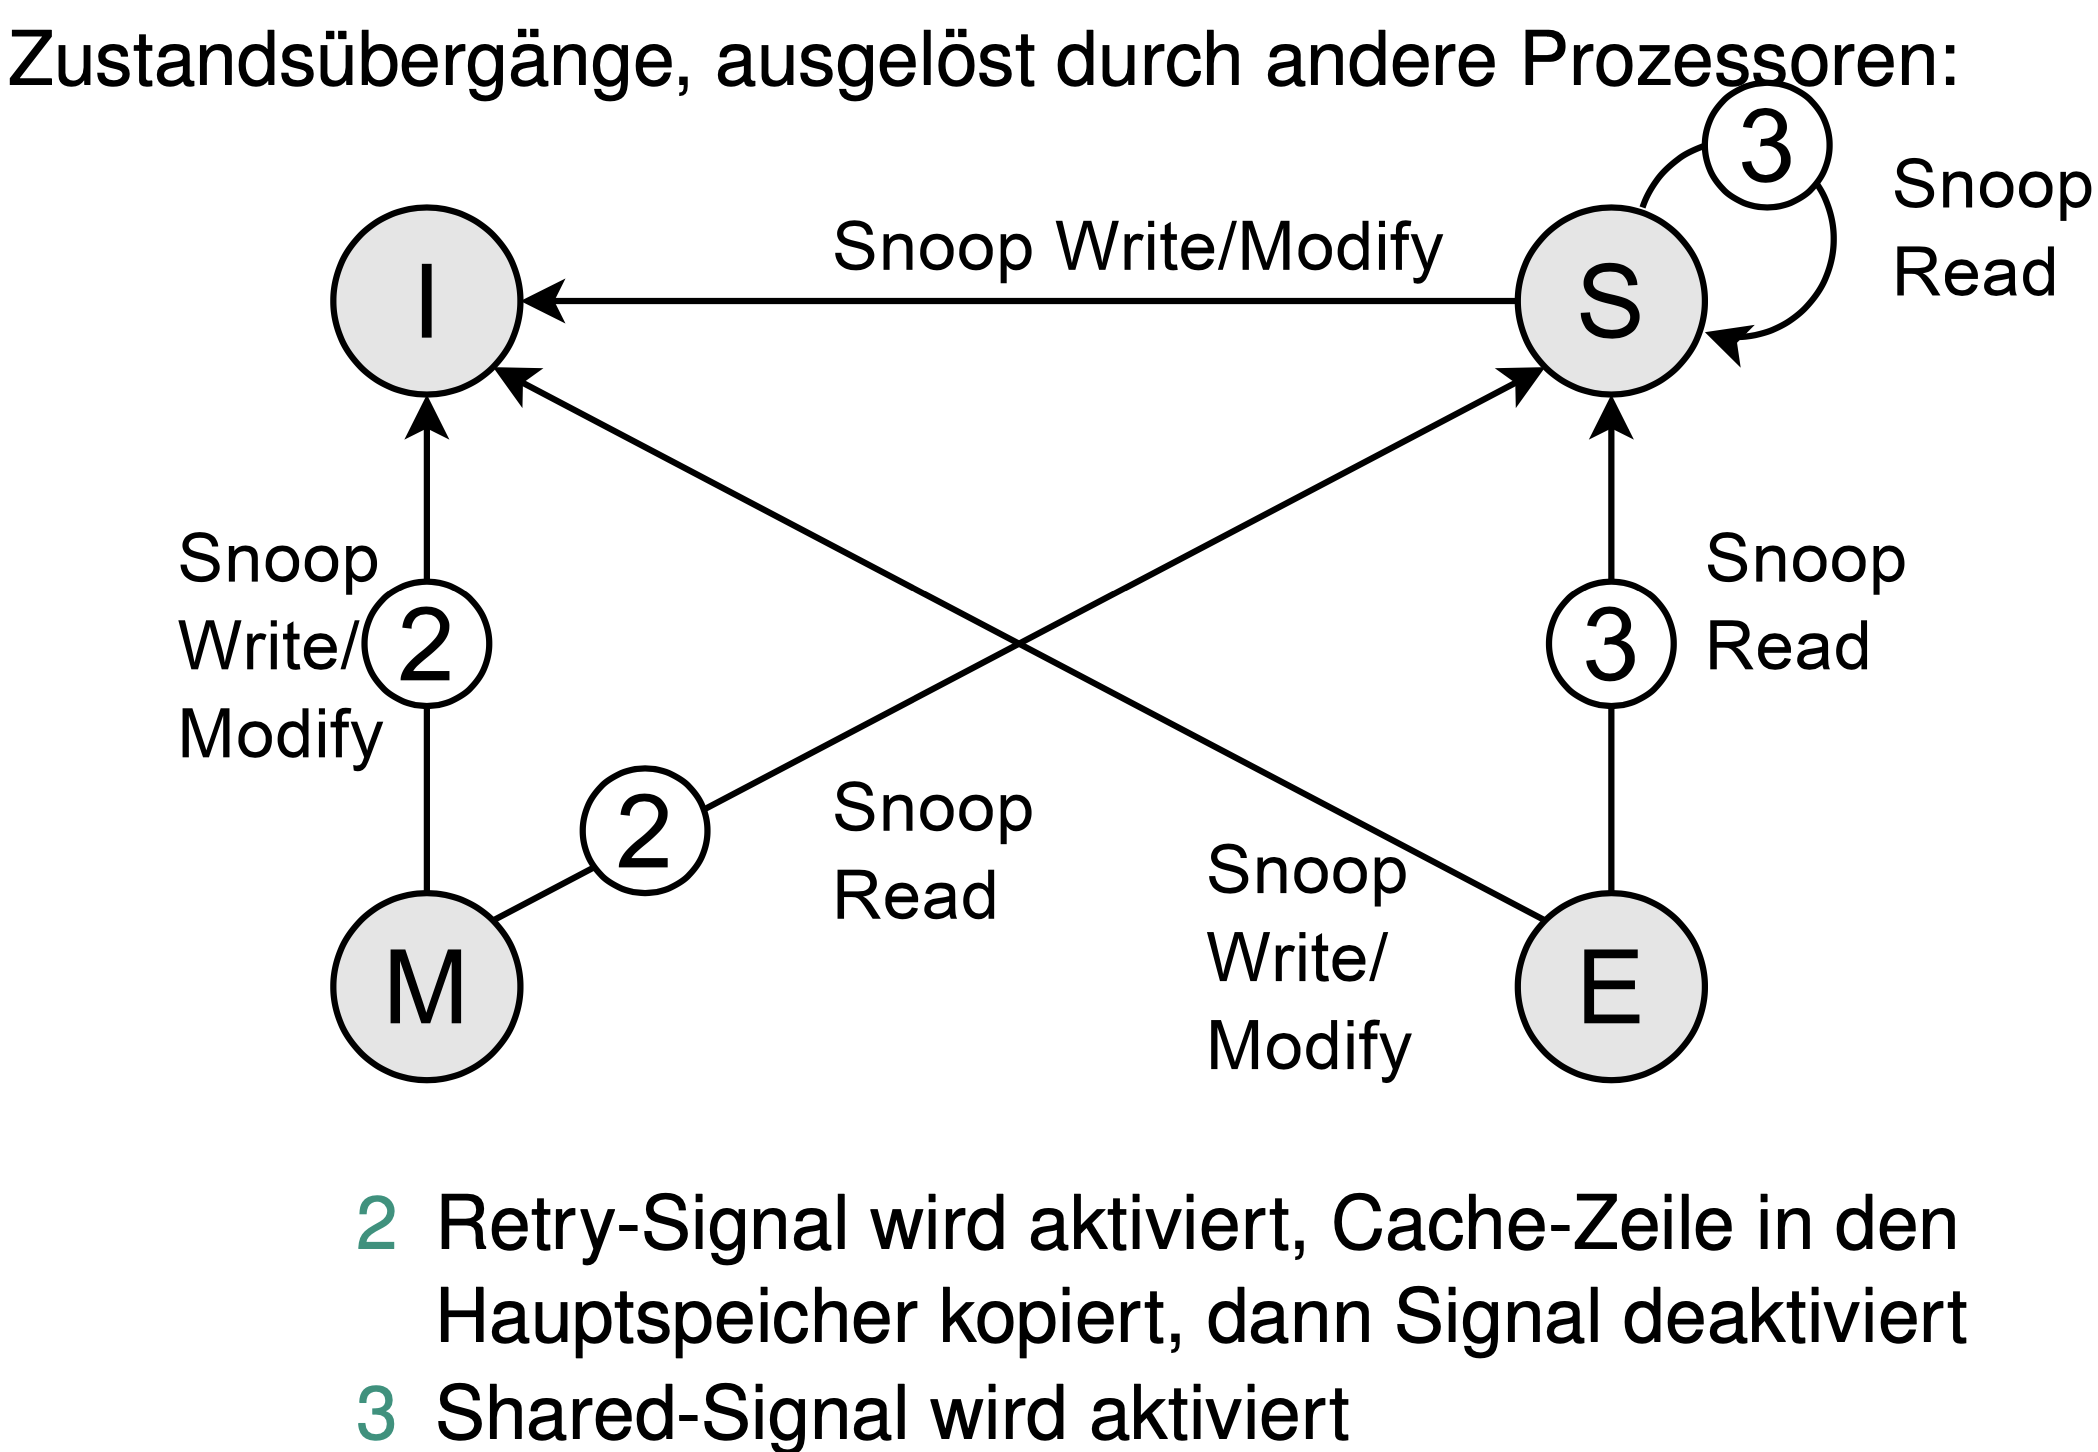 Zustandsübergänge, ausgelöst durch andere Prozessoren:
3
Snoop
Read
Snoop Write/Modify
I
S
Snoop
Write/
Modify
2
Snoop
Read
3
2
Snoop
Read
Snoop
Write/
Modify
M
E
2 Retry-Signal wird aktiviert, Cache-Zeile in den
Hauptspeicher kopiert, dann Signal deaktiviert
3 Shared-Signal wird aktiviert